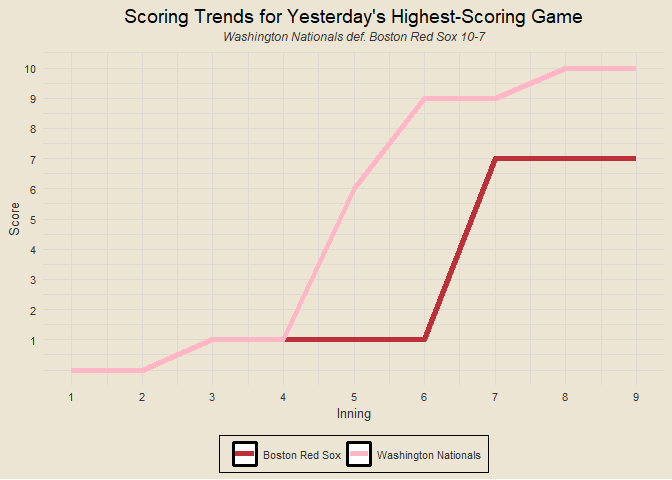 Scoring Trends for Yesterday's Highest-Scoring Game
Washington Nationals def. Boston Red Sox 10-7
10
9
8
7
6
5
4
3
2
1
Score
1 2 3 4 5 6 7 8 9
Inning
Boston Red Sox Washington Nationals